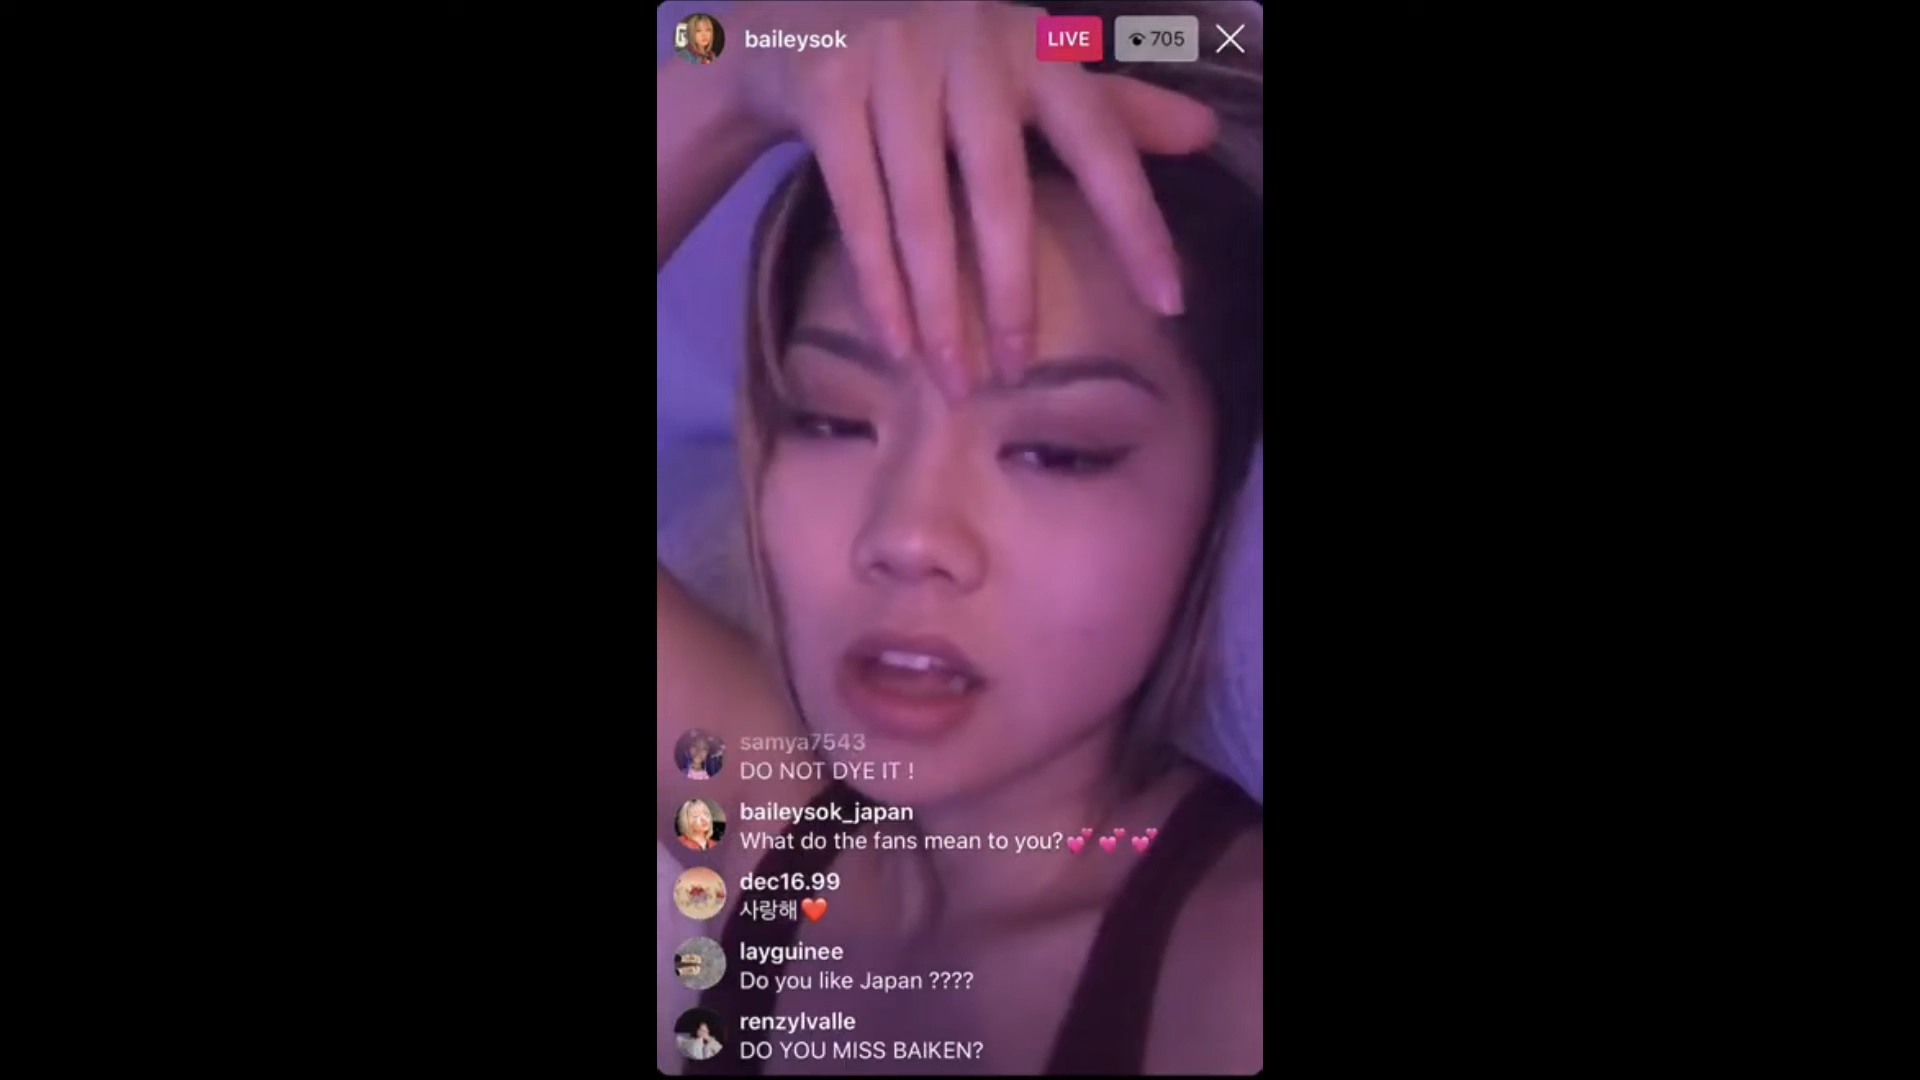 baileysok
LIVE
705
samya7543
DO NOT DYE IT !
baileysok_japan
What do the fans mean to you?💕 💕 💕
dec16.99
사랑해❤️
layguinee
Do you like Japan ????
renzylvalle
DO YOU MISS BAIKEN?